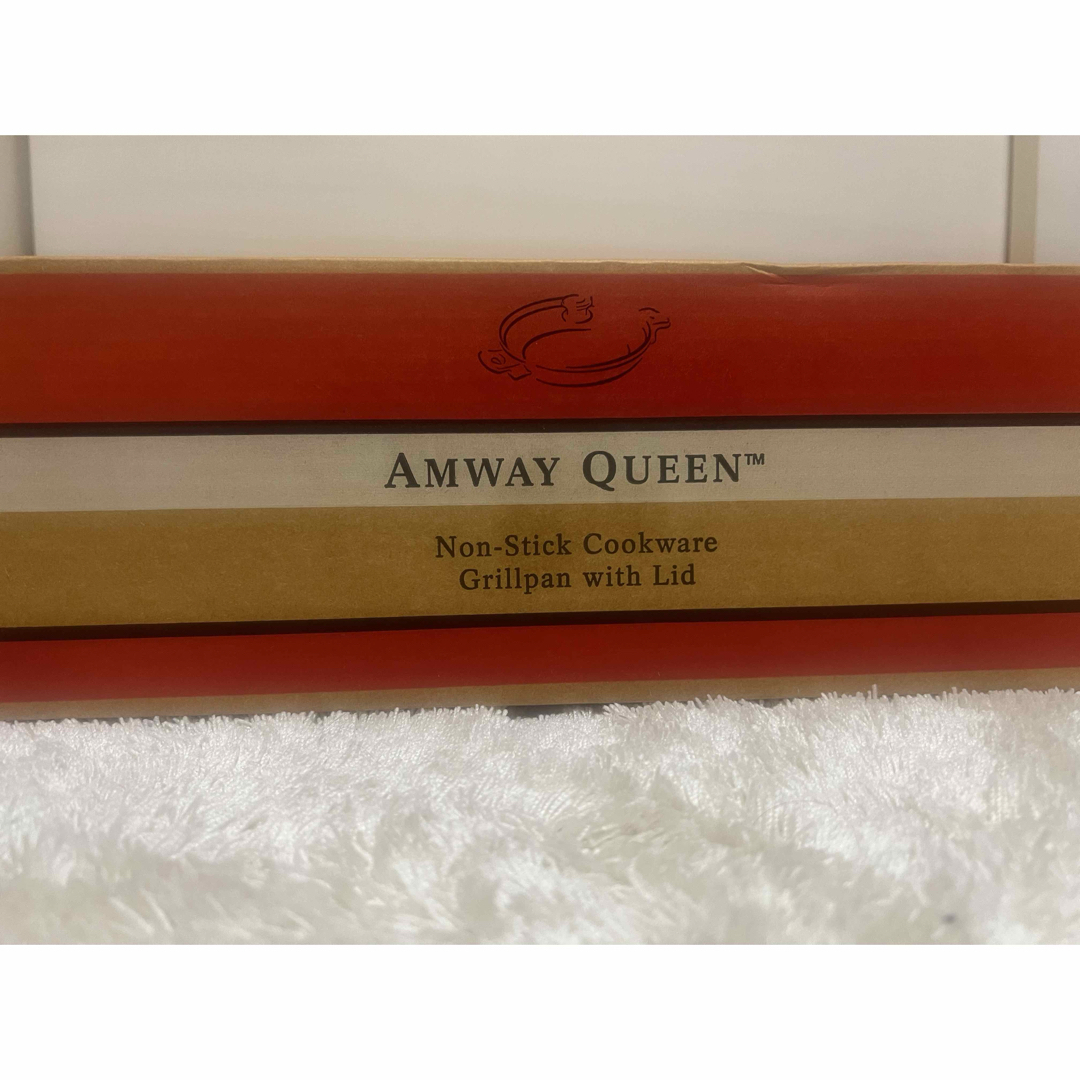 AMWAY QUEEN™
Non-Stick Cookware
Grillpan with Lid